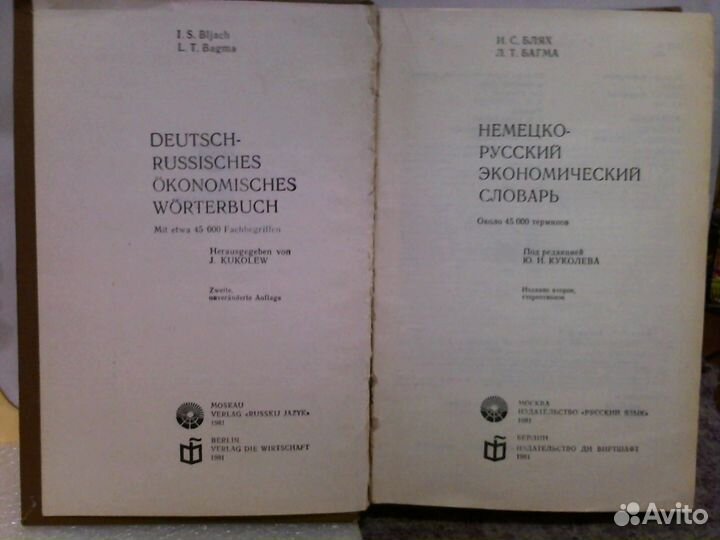 I. S. Bljach
L. T. Bagma
DEUTSCH-
RUSSISCHES
ÖKONOMISCHES
WÖRTERBUCH
Mit etwa 45 000 Fachbegriffen
Herausgegeben von
J. KUKOLEW
Zweite,
unveränderte Auflage
MOSKAU
VERLAG «RUSSKIJ JAZYK»
1981
BERLIN
VERLAG DIE WIRTSCHAFT
1981
И. С. БЛЯХ
Л. Т. БАГМА
НЕМЕЦКО-
РУССКИЙ
ЭКОНОМИЧЕСКИЙ
СЛОВАРЬ
Около 45 000 терминов
Под редакцией
Ю. И. КУКОЛЕВА
Издание второе,
стереотипное
МОСКВА
ИЗДАТЕЛЬСТВО «РУССКИЙ ЯЗЫК»
1981
БЕРЛИН
ИЗДАТЕЛЬСТВО ДИ ВИРТШАФТ
1981
Avito